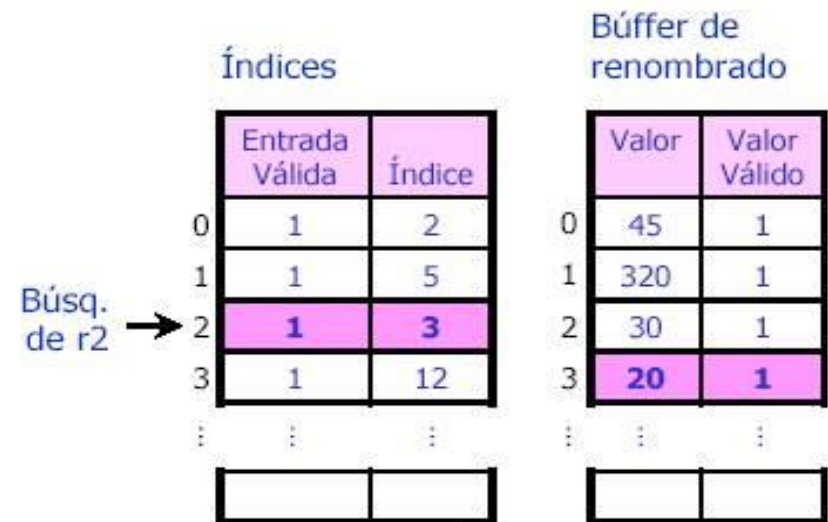 Índices
Búffer de
renombrado
Entrada
Válida Índice
Valor Valor
Válido
0 1 2 0 45 1
1 1 5 1 320 1
Búsq.
de r2 2 1 3 2 30 1
3 1 12 3 20 1
⋮ ⋮ ⋮ ⋮ ⋮ ⋮